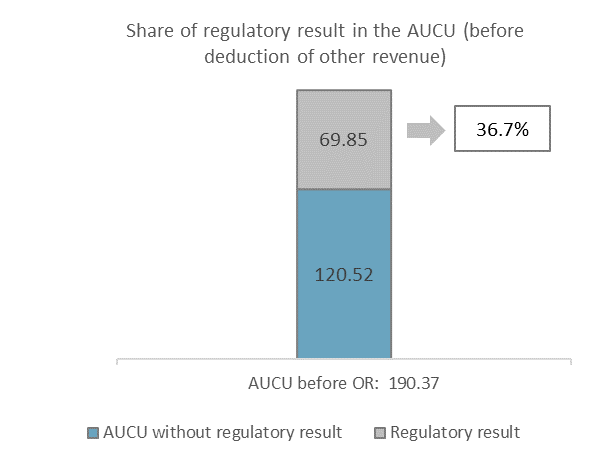 Share of regulatory result in the AUCU (before
deduction of other revenue)
69.85
36.7%
120.52
AUCU before OR:  190.37
AUCU without regulatory result
Regulatory result